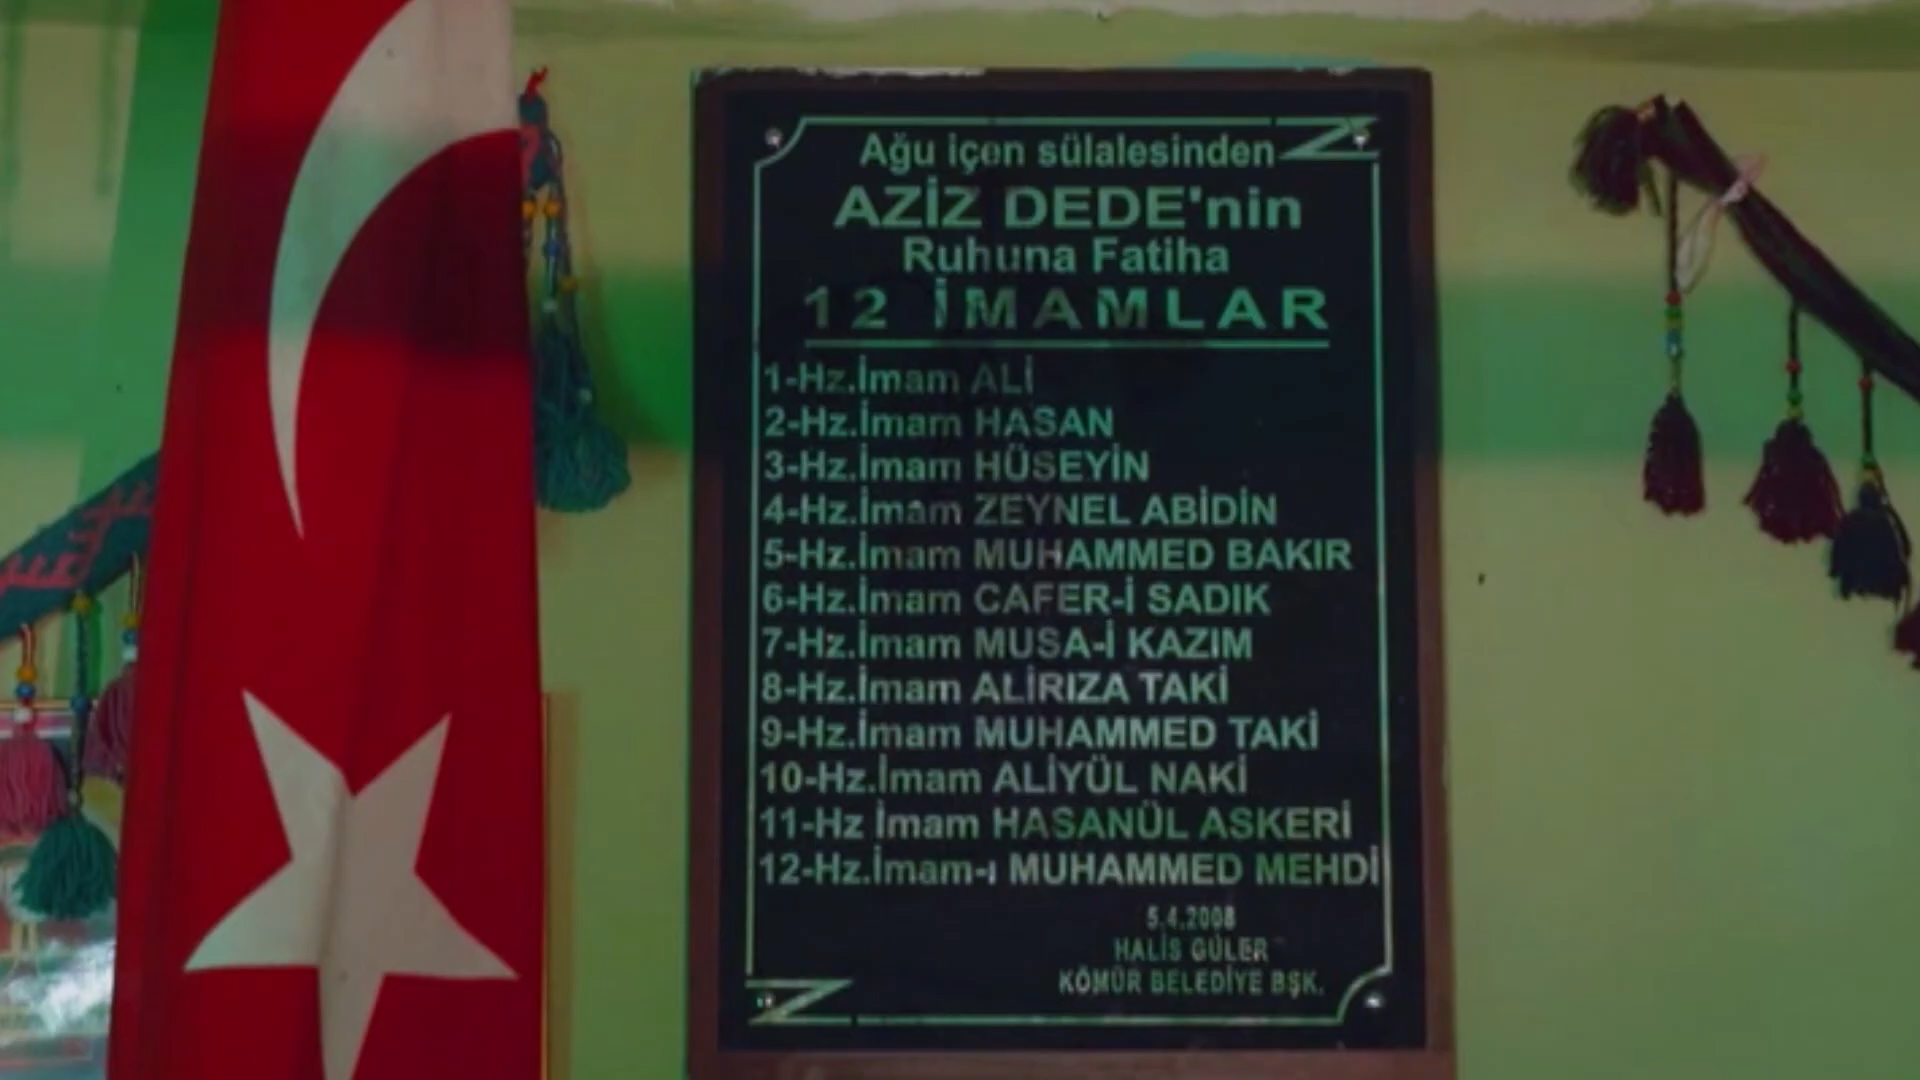 Ağu içen sülalesinden
AZİZ DEDE'nin
Ruhuna Fatiha
12 İMAMLAR
1-Hz.İmam ALİ
2-Hz.İmam HASAN
3-Hz.İmam HÜSEYİN
4-Hz.İmam ZEYNEL ABİDİN
5-Hz.İmam MUHAMMED BAKIR
6-Hz.İmam CAFER-İ SADIK
7-Hz.İmam MUSA-İ KAZIM
8-Hz.İmam ALİRIZA TAKİ
9-Hz.İmam MUHAMMED TAKİ
10-Hz.İmam ALİYÜL NAKİ
11-Hz İmam HASANÜL ASKERİ
12-Hz.İmam-ı MUHAMMED MEHDİ
5.4.2008
HALİS GÜLER
KÖMÜR BELEDİYE BŞK.